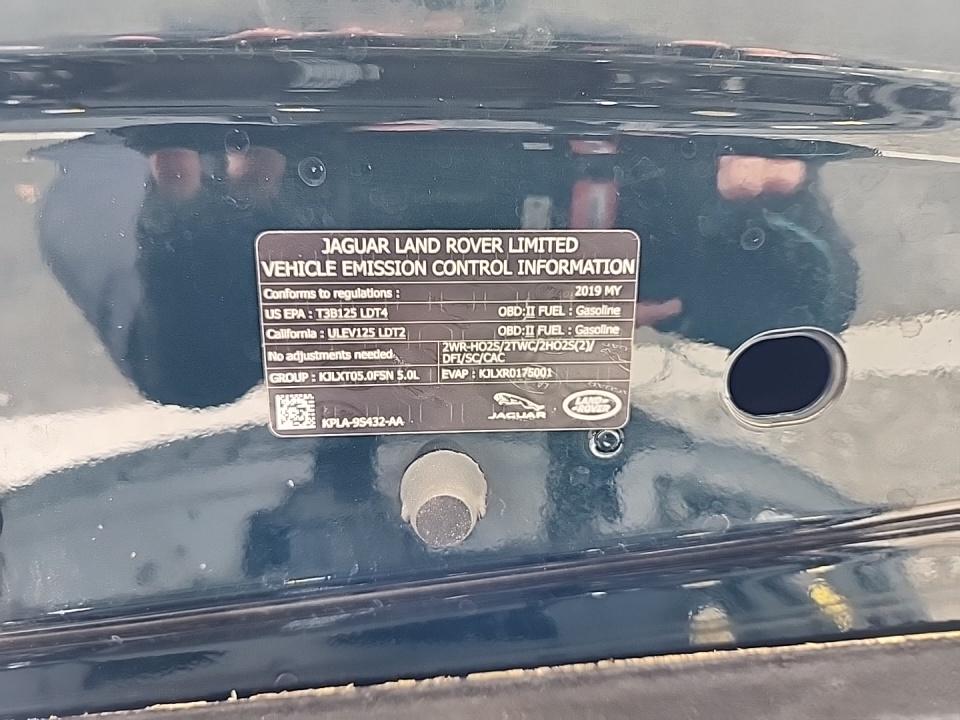 JAGUAR LAND ROVER LIMITED
VEHICLE EMISSION CONTROL INFORMATION
Conforms to regulations : 2019 MY
US EPA : T3B125 LDT4 OBD:II FUEL : Gasoline
California : ULEV125 LDT2 OBD:II FUEL : Gasoline
No adjustments needed 2WR-HO2S/2TWC/2HO2S(2)/
DFI/SC/CAC
GROUP : KJLXT05.0FSN 5.0L EVAP : KJLXR0175001
KPLA-9S432-AA JAGUAR LAND ROVER